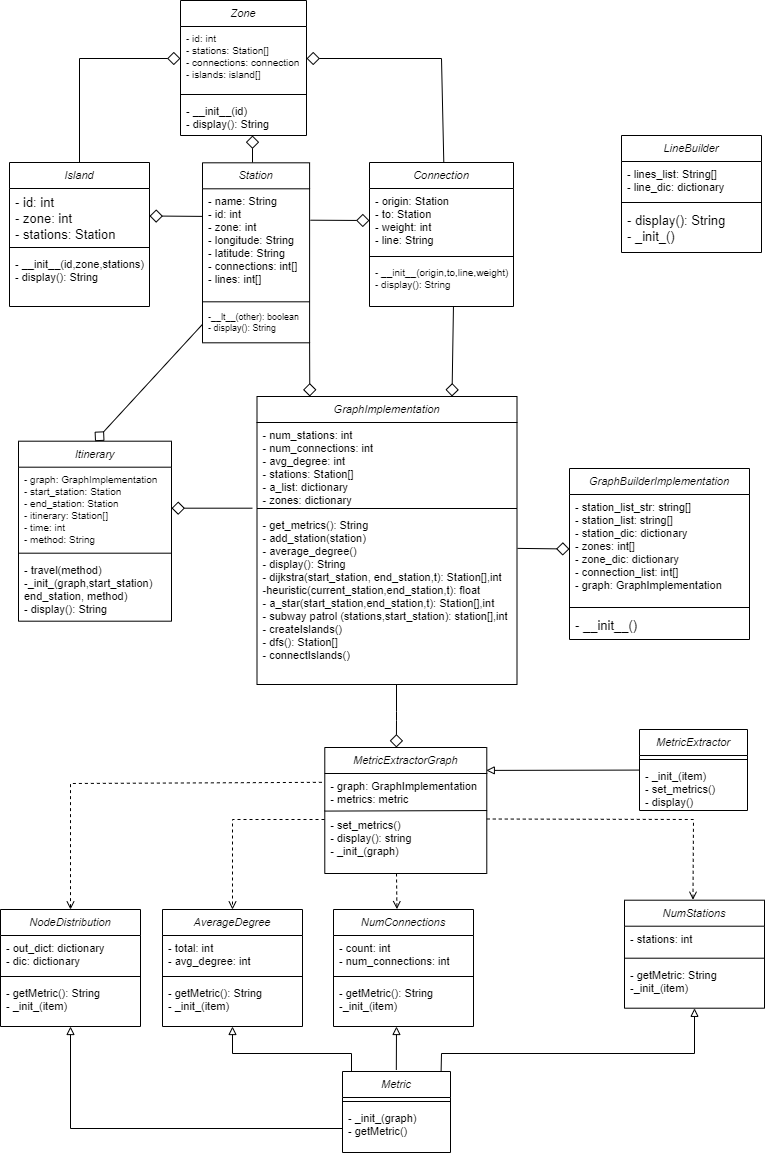 Zone
- id: int
- stations: Station[]
- connections: connection
- islands: island[]
- __init__(id)
- display(): String
Island
- id: int
- zone: int
- stations: Station
- __init__(id,zone,stations)
- display(): String
Station
- name: String
- id: int
- zone: int
- longitude: String
- latitude: String
- connections: int[]
- lines: int[]
-__lt__(other): boolean
- display(): String
Connection
- origin: Station
- to: Station
- weight: int
- line: String
- __init__(origin,to,line,weight)
- display(): String
LineBuilder
- lines_list: String[]
- line_dic: dictionary
- display(): String
- _init_()
Itinerary
- graph: GraphImplementation
- start_station: Station
- end_station: Station
- itinerary: Station[]
- time: int
- method: String
- travel(method)
-_init_(graph,start_station)
end_station, method)
- display(): String
GraphImplementation
- num_stations: int
- num_connections: int
- avg_degree: int
- stations: Station[]
- a_list: dictionary
- zones: dictionary
- get_metrics(): String
- add_station(station)
- average_degree()
- display(): String
- dijkstra(start_station, end_station,t): Station[],int
-heuristic(current_station,end_station,t): float
- a_star(start_station,end_station,t): Station[],int
- subway patrol (stations,start_station): station[],int
- createIslands()
- dfs(): Station[]
- connectIslands()
GraphBuilderImplementation
- station_list_str: string[]
- station_list: string[]
- station_dic: dictionary
- zones: int[]
- zone_dic: dictionary
- connection_list: int[]
- graph: GraphImplementation
- __init__()
MetricExtractorGraph
- graph: GraphImplementation
- metrics: metric
- set_metrics()
- display(): string
- _init_(graph)
MetricExtractor
- _init_(item)
- set_metrics()
- display()
NodeDistribution
- out_dict: dictionary
- dic: dictionary
- getMetric(): String
- _init_(item)
AverageDegree
- total: int
- avg_degree: int
- getMetric(): String
- _init_(item)
NumConnections
- count: int
- num_connections: int
- getMetric(): String
-_init_(item)
NumStations
- stations: int
- getMetric: String
-_init_(item)
Metric
- _init_(graph)
- getMetric()